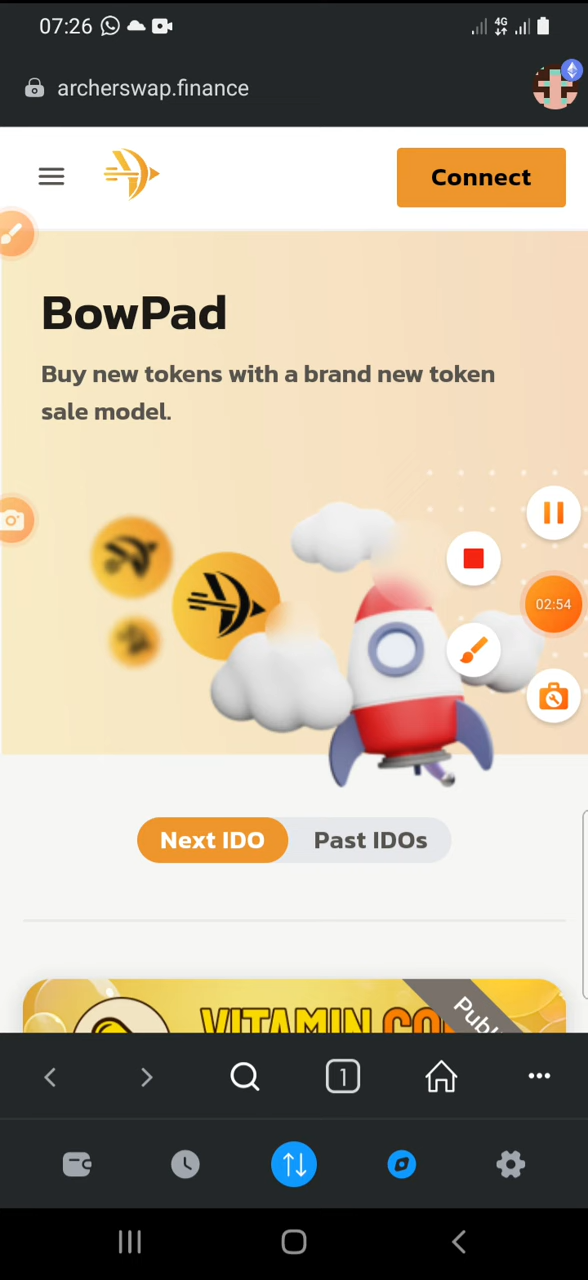 07:26
4G
archerswap.finance
Connect
BowPad
Buy new tokens with a brand new token
sale model.
02:54
Next IDO
Past IDOs
VITAMIN
1